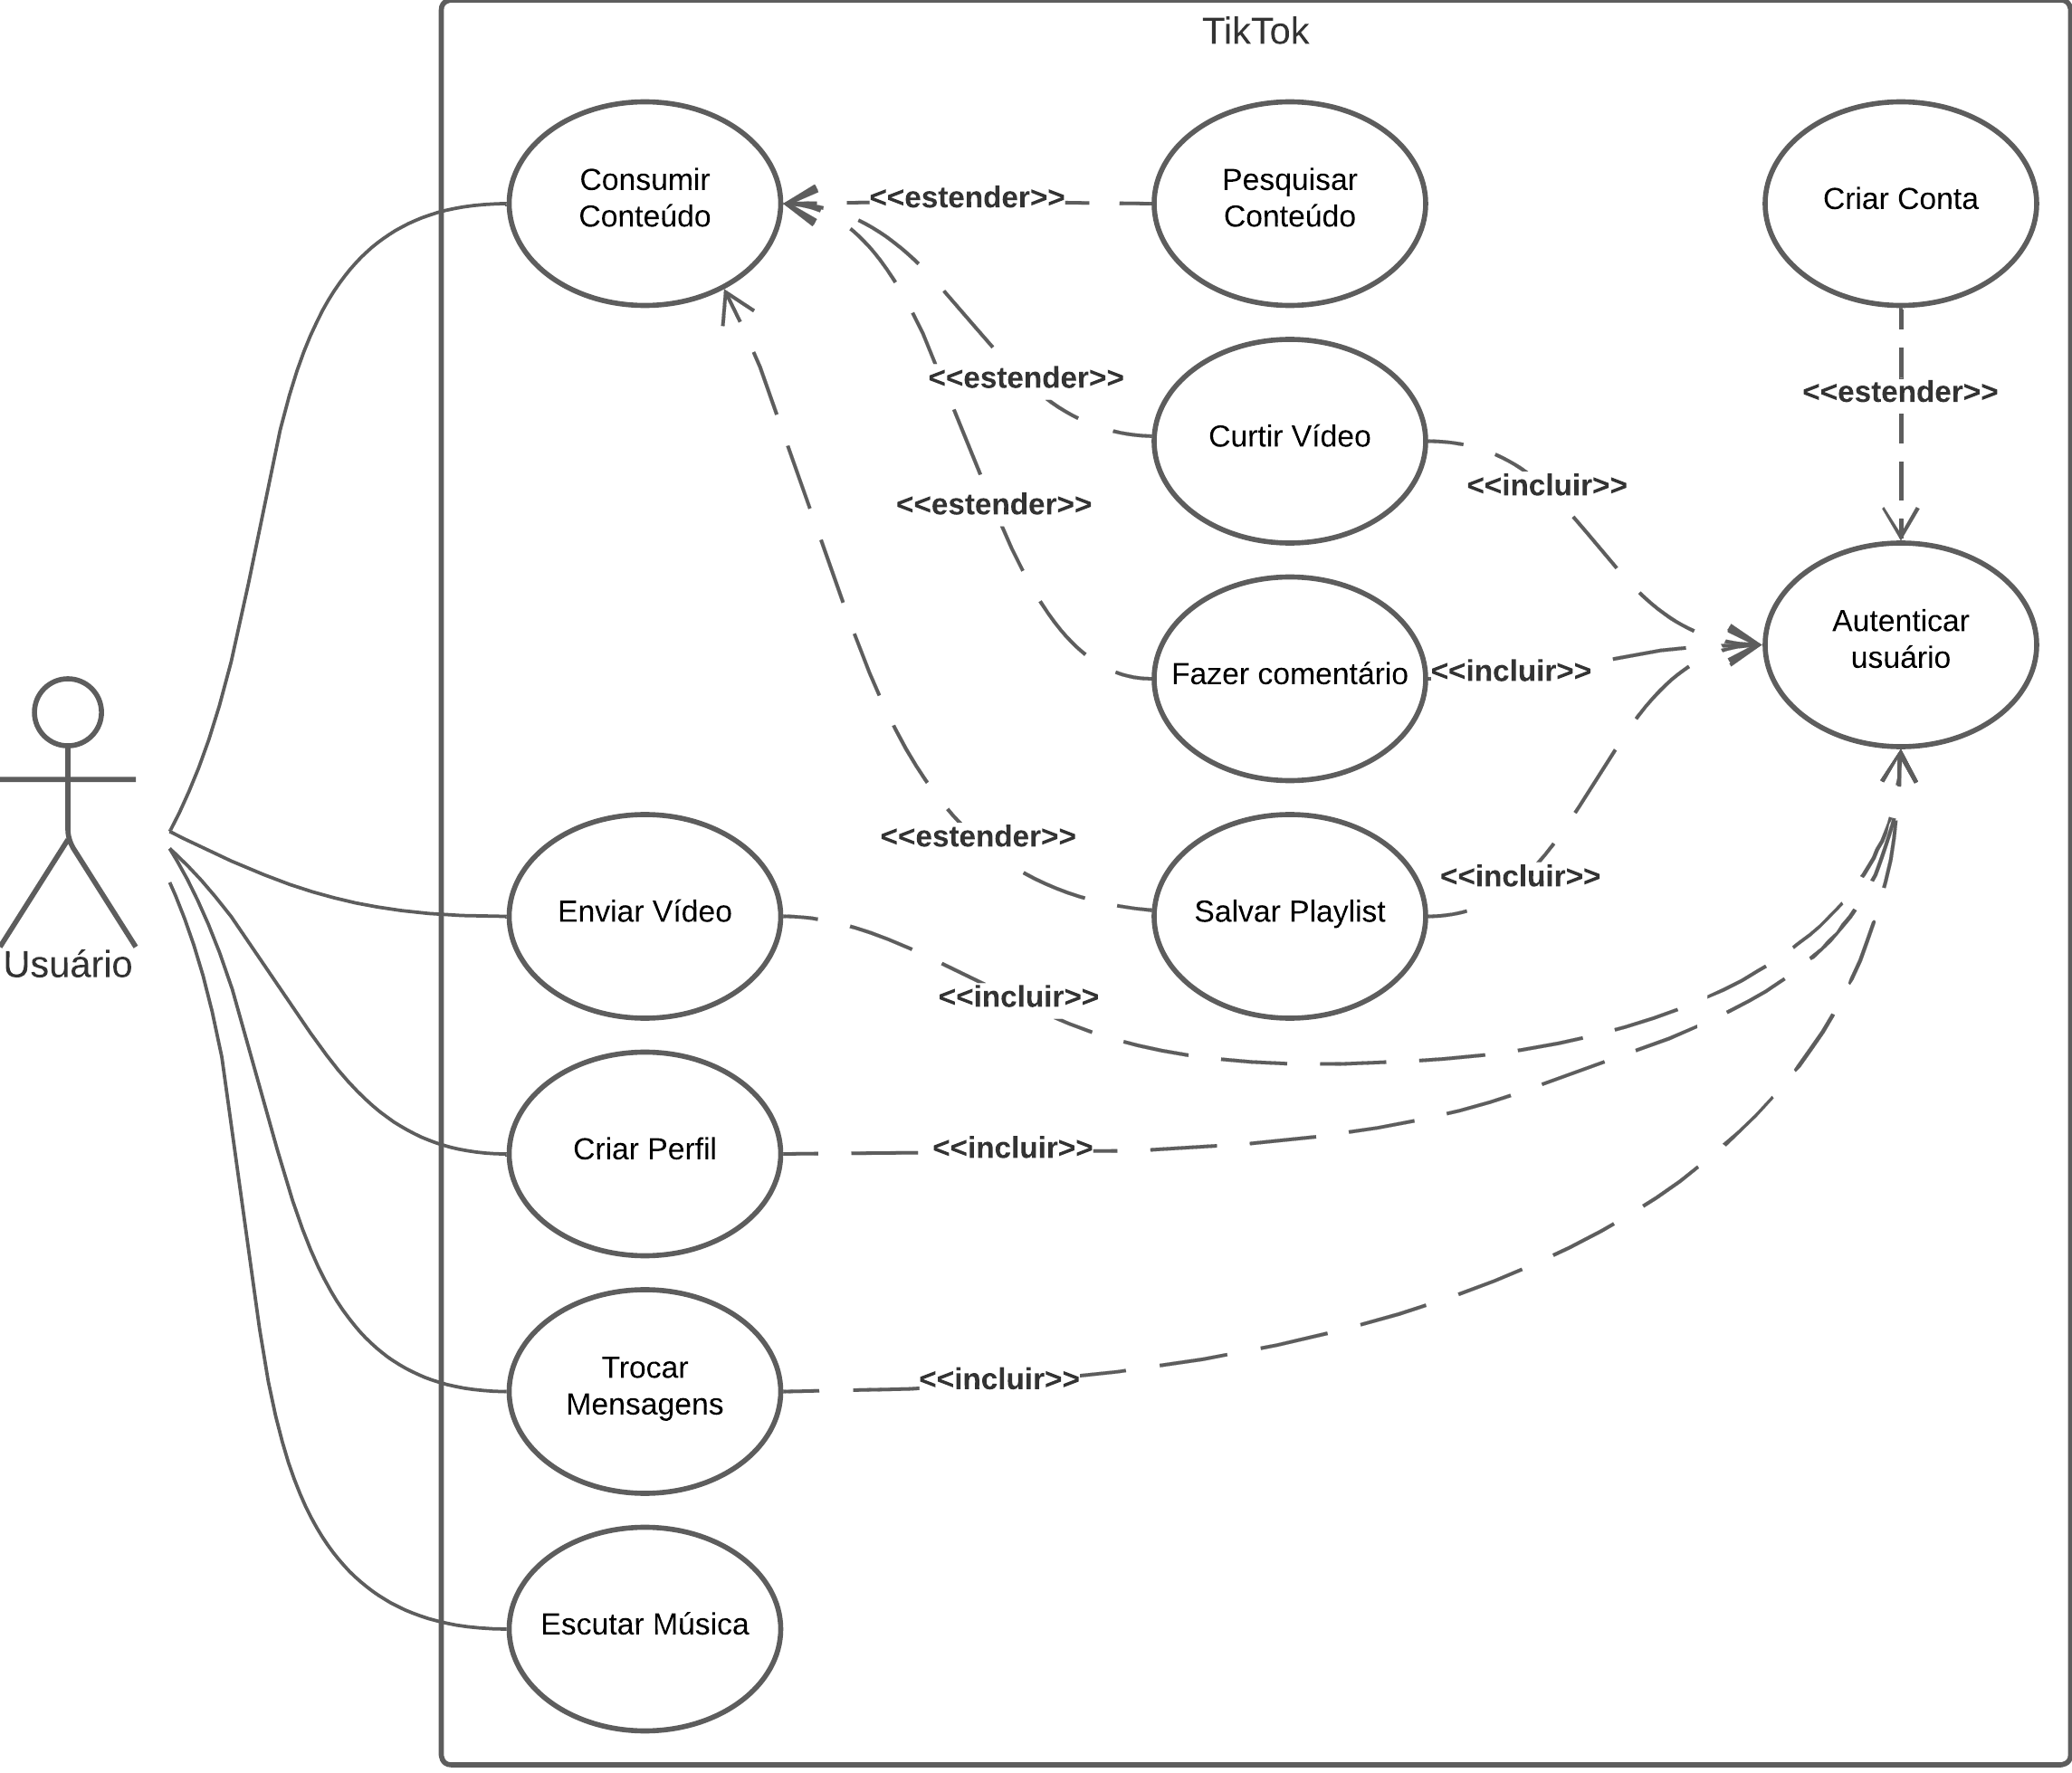 TikTok
Consumir
Conteúdo
<<estender>>
Pesquisar
Conteúdo
Criar Conta
<<estender>>
<<estender>>
Curtir Vídeo
<<incluir>>
<<estender>>
Autenticar
usuário
Fazer comentário
<<incluir>>
<<estender>>
<<incluir>>
Enviar Vídeo
Salvar Playlist
Usuário
<<incluir>>
Criar Perfil
<<incluir>>
Trocar
Mensagens
<<incluir>>
Escutar Música